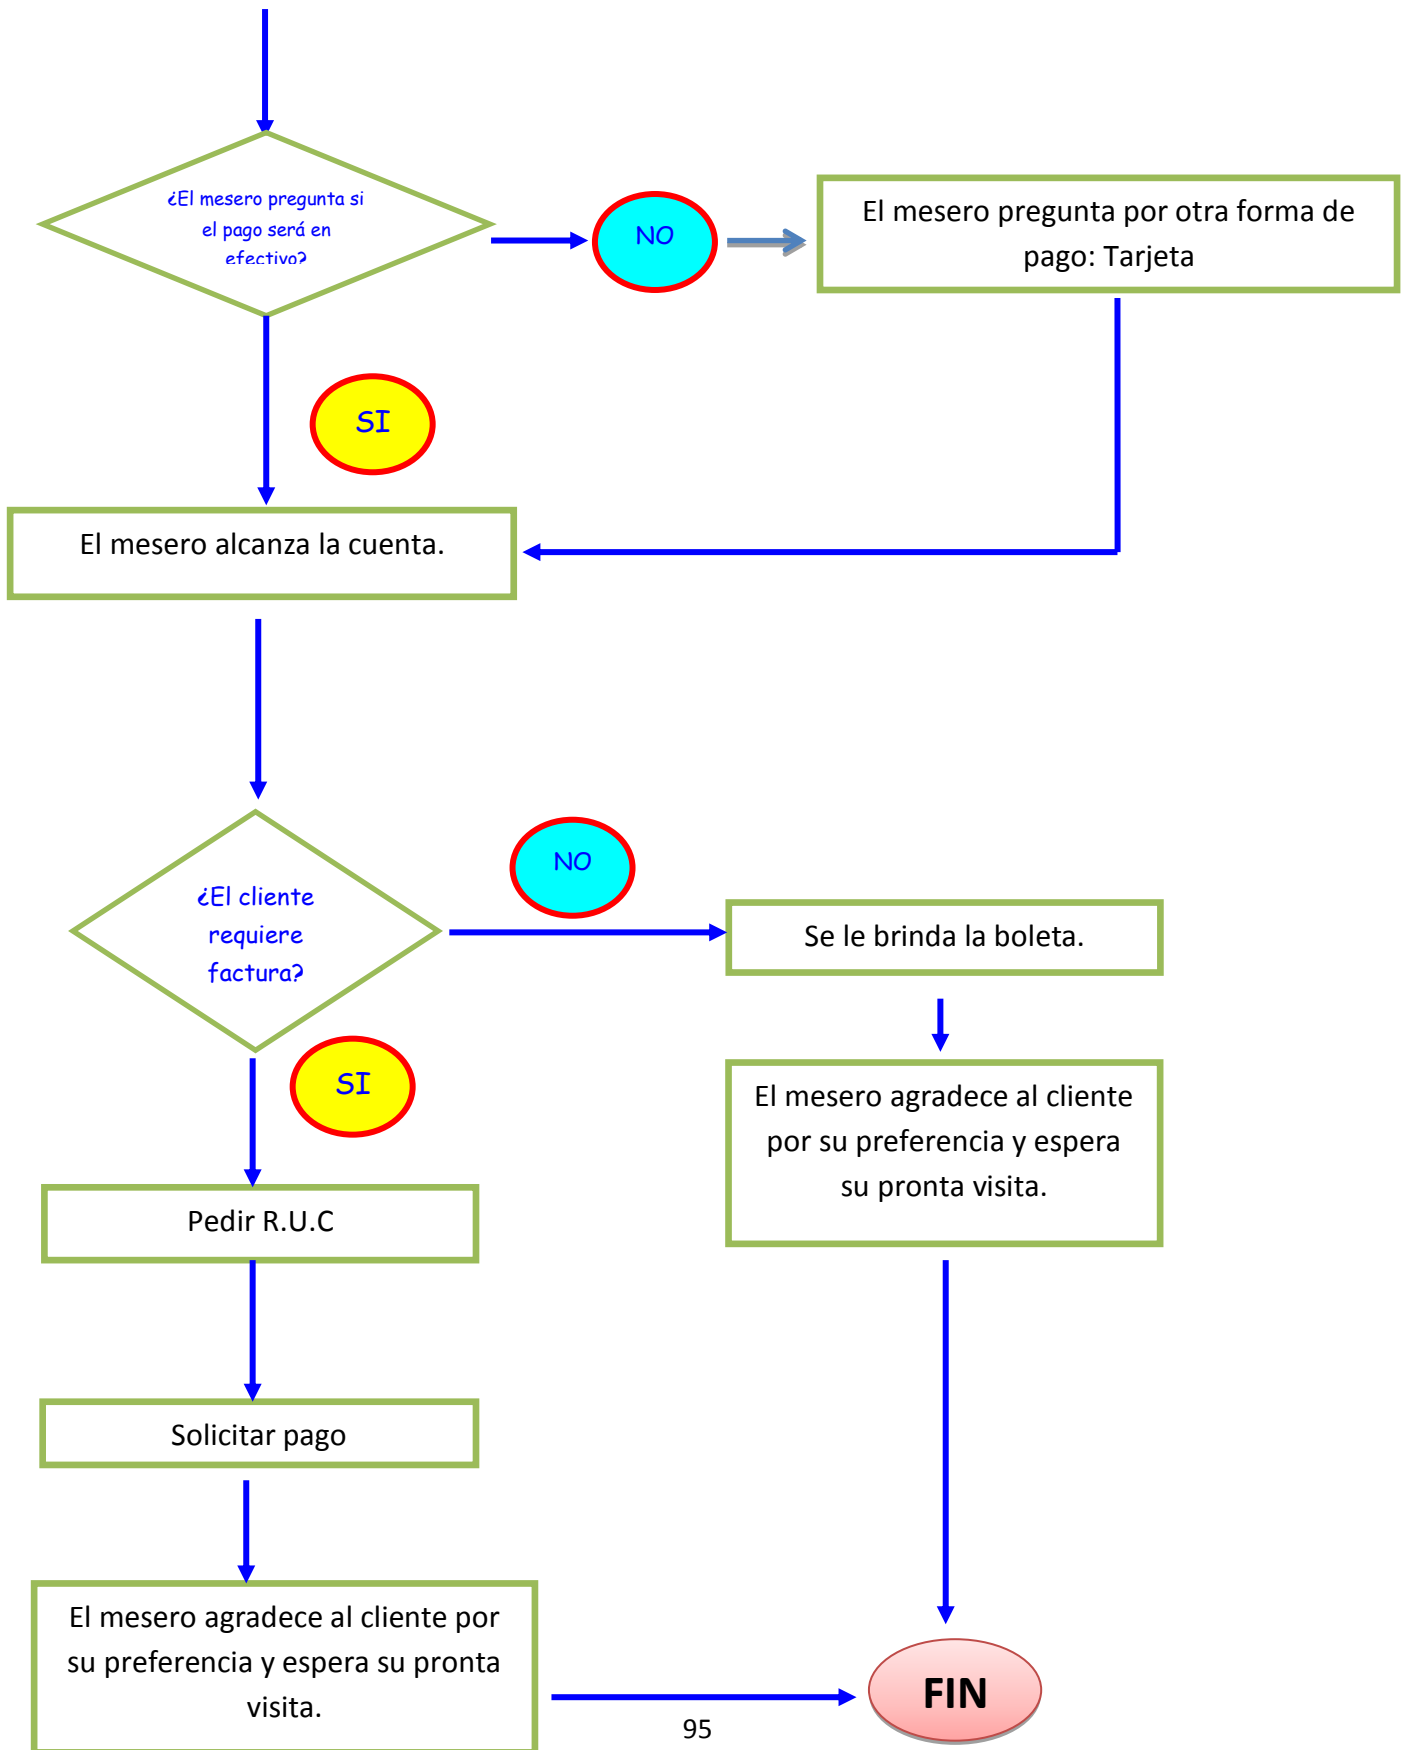 ¿El mesero pregunta si
el pago será en
efectivo?
NO
El mesero pregunta por otra forma de
pago: Tarjeta
SI
El mesero alcanza la cuenta.
¿El cliente
requiere
factura?
NO
Se le brinda la boleta.
SI
El mesero agradece al cliente
por su preferencia y espera
su pronta visita.
Pedir R.U.C
Solicitar pago
El mesero agradece al cliente por
su preferencia y espera su pronta
visita.
FIN
95